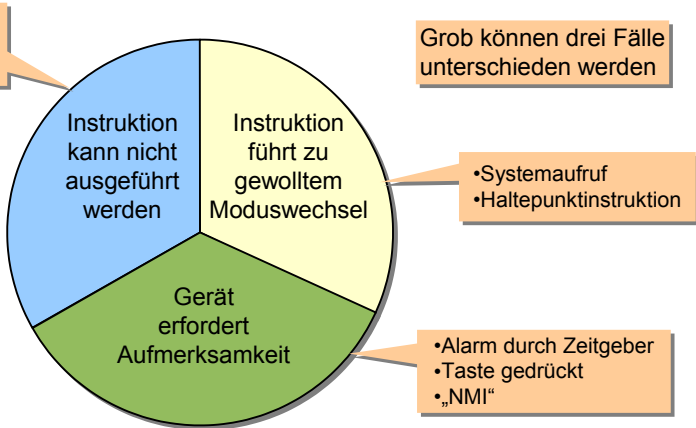 Grob können drei Fälle
unterschieden werden
Instruktion
kann nicht
ausgeführt
werden
Instruktion
führt zu
gewolltem
Moduswechsel
•Systemaufruf
•Haltepunktinstruktion
Gerät
erfordert
Aufmerksamkeit
•Alarm durch Zeitgeber
•Taste gedrückt
•„NMI“